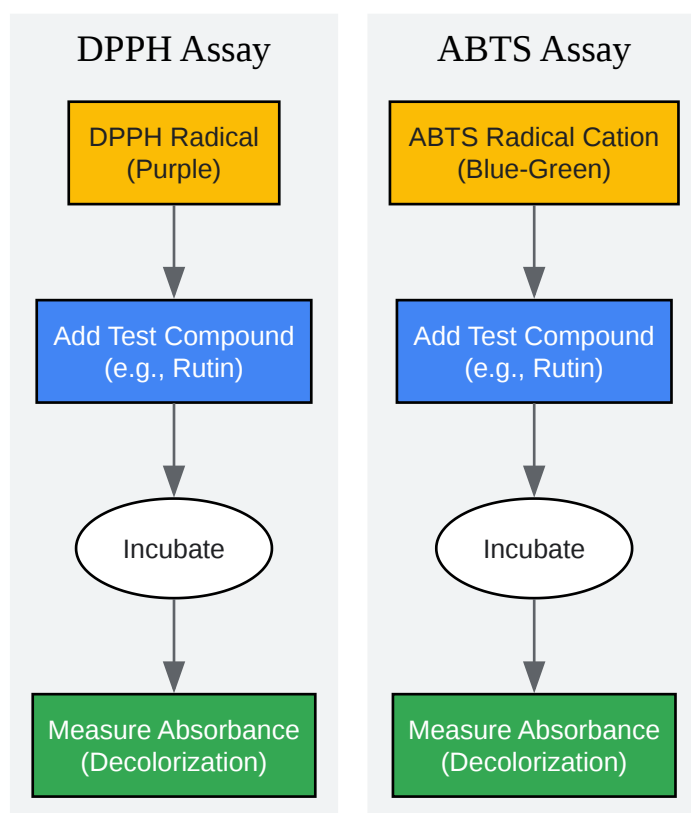 DPPH Assay
DPPH Radical
(Purple)
Add Test Compound
(e.g., Rutin)
Incubate
Measure Absorbance
(Decolorization)
ABTS Assay
ABTS Radical Cation
(Blue-Green)
Add Test Compound
(e.g., Rutin)
Incubate
Measure Absorbance
(Decolorization)